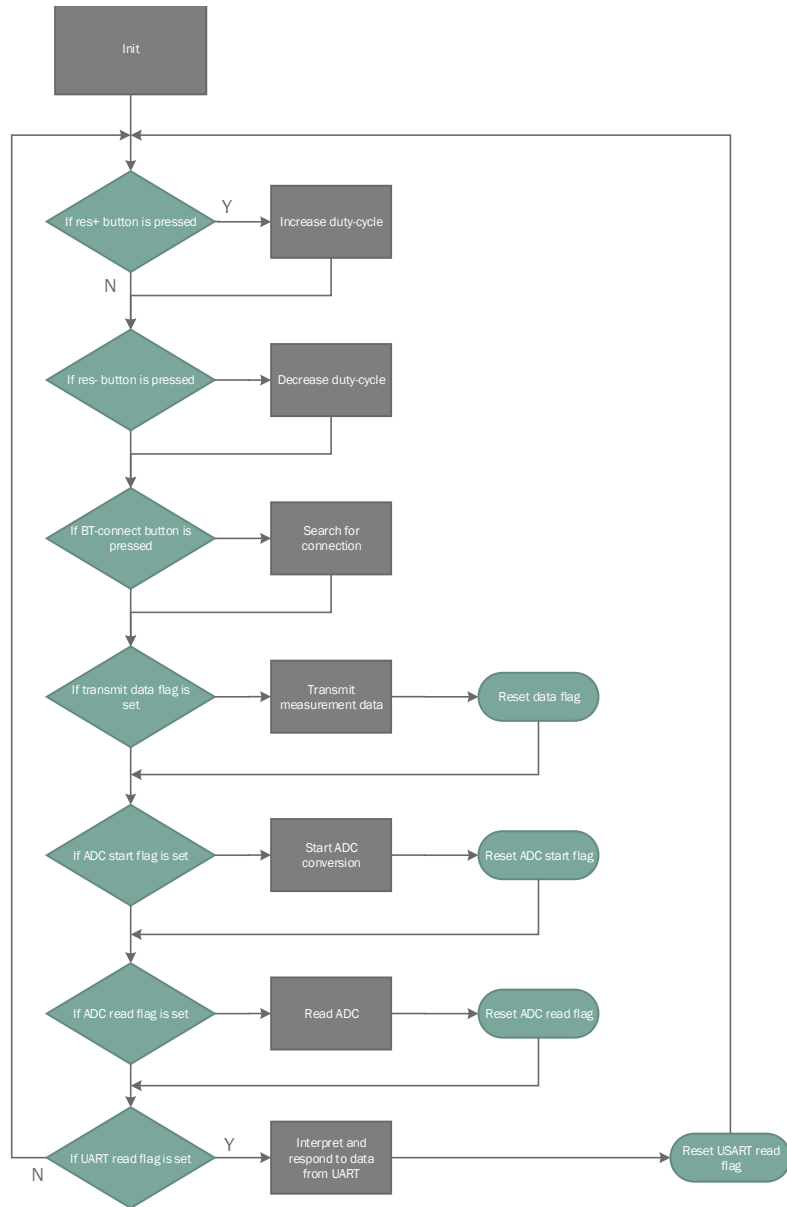 Init
If res+ button is pressed
Y
Increase duty-cycle
N
If res- button is pressed
Decrease duty-cycle
If BT-connect button is
pressed
Search for
connection
If transmit data flag is
set
Transmit
measurement data
Reset data flag
If ADC start flag is set
Start ADC
conversion
Reset ADC start flag
If ADC read flag is set
Read ADC
Reset ADC read flag
If UART read flag is set
Y
N
Interpret and
respond to data
from UART
Reset USART read
flag